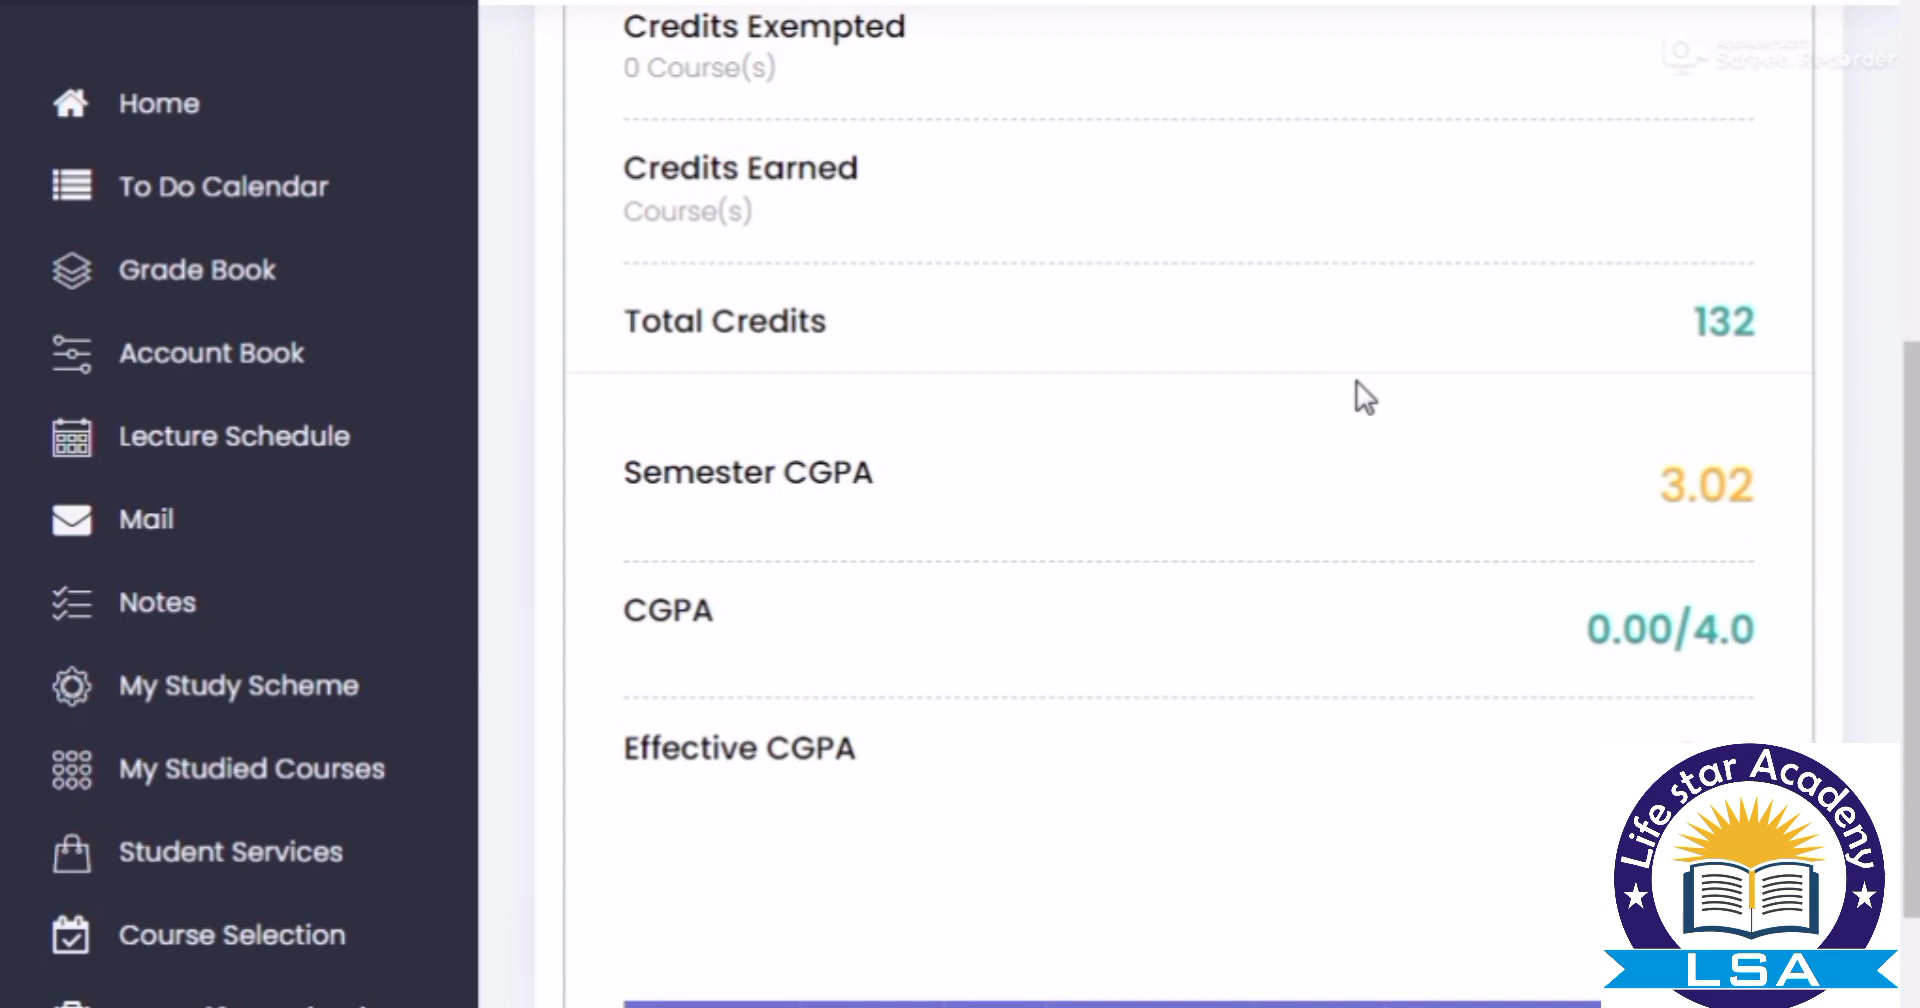 Home
To Do Calendar
Grade Book
Account Book
Lecture Schedule
Mail
Notes
My Study Scheme
My Studied Courses
Student Services
Course Selection
Credits Exempted
0 Course(s)
Credits Earned
Course(s)
Total Credits 132
Semester CGPA 3.02
CGPA 0.00/4.0
Effective CGPA
Screen Recorder
Life star Academy
LSA